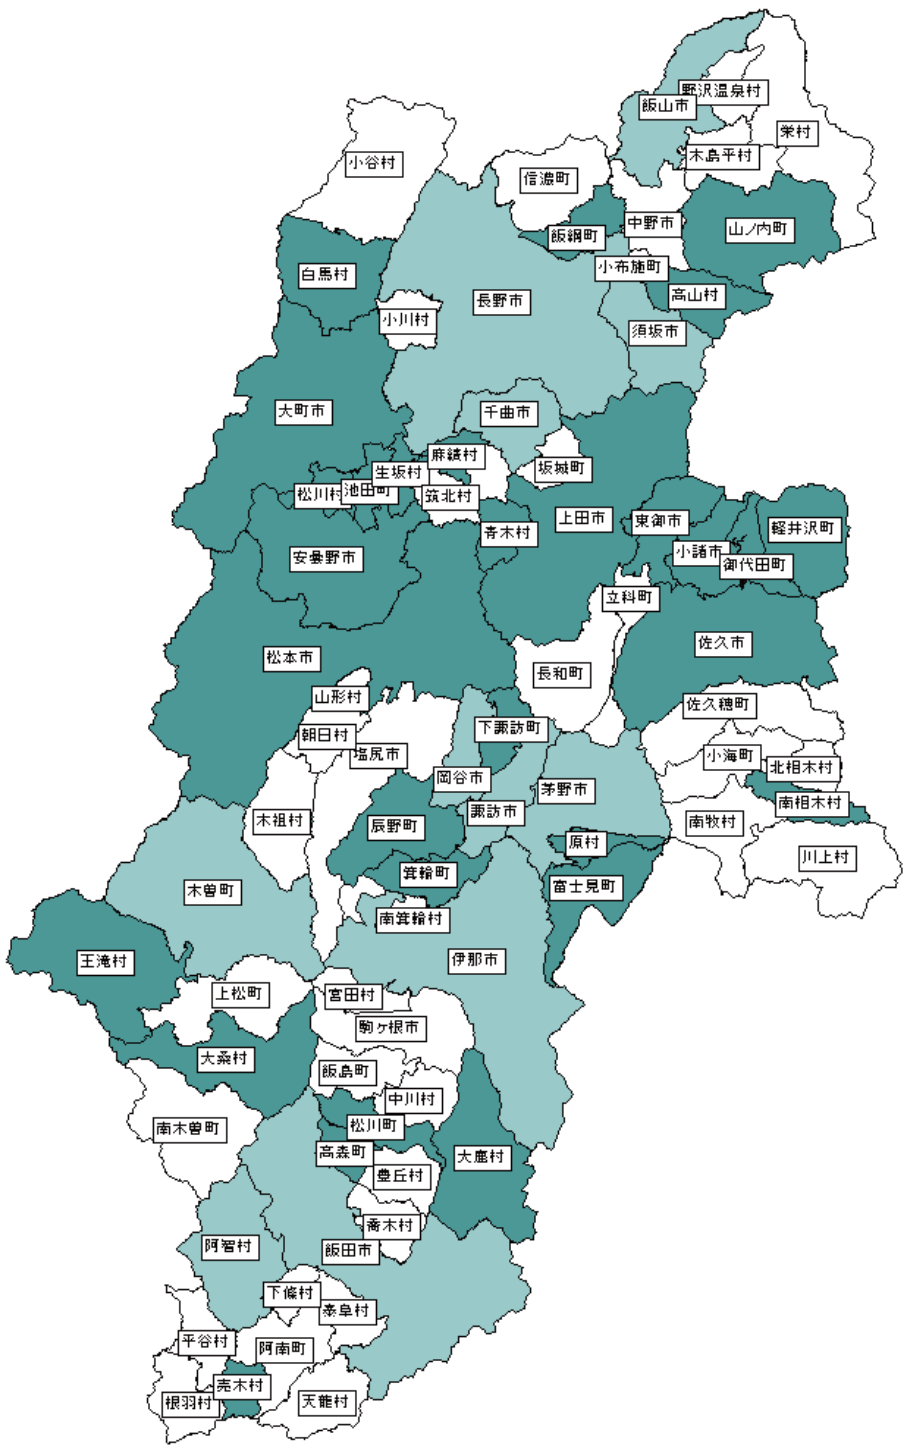 野沢温泉村
飯山市
栄村
木島平村
小谷村
信濃町
中野市
山ノ内町
飯綱町
小布施町
白馬村
高山村
長野市
小川村
須坂市
大町市
千曲市
麻績村
坂城町
生坂村
松川村
池田町
筑北村
上田市
東御市
軽井沢町
青木村
小諸市
御代田町
安曇野市
立科町
佐久市
松本市
長和町
山形村
佐久穂町
下諏訪町
朝日村
塩尻市
小海町
北相木村
岡谷市
茅野市
南相木村
諏訪市
木祖村
辰野町
南牧村
原村
川上村
箕輪町
富士見町
木曽町
南箕輪村
王滝村
伊那市
上松町
宮田村
駒ヶ根市
大桑村
飯島町
中川村
南木曽町
松川町
高森町
大鹿村
豊丘村
喬木村
阿智村
飯田市
下條村
泰阜村
平谷村
阿南町
売木村
根羽村
天龍村